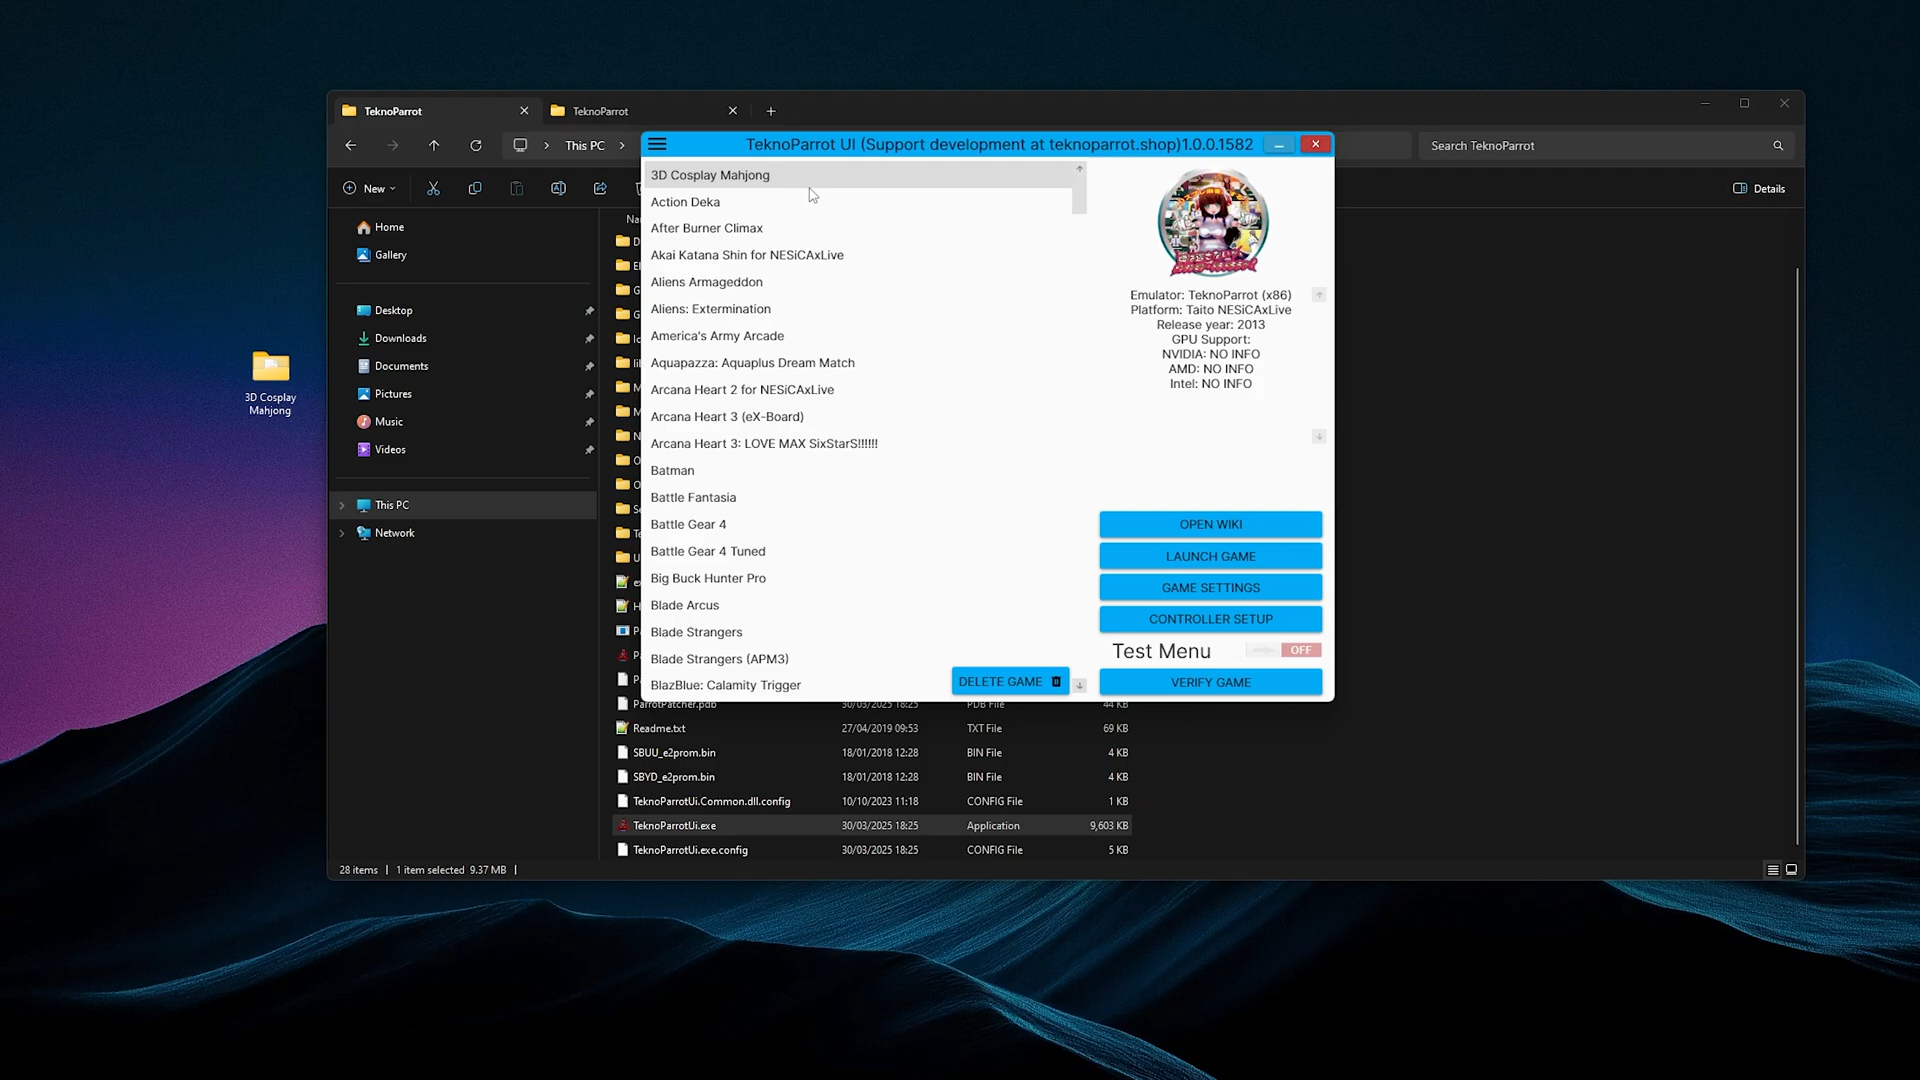 TeknoParrot
TeknoParrot
This PC
Search TeknoParrot
New
Details
Home
Gallery
Desktop
Downloads
Documents
Pictures
Music
Videos
This PC
Network
3D Cosplay
Mahjong
TeknoParrot UI (Support development at teknoparrot.shop)1.0.0.1582
3D Cosplay Mahjong
Action Deka
After Burner Climax
Akai Katana Shin for NESiCAxLive
Aliens Armageddon
Aliens: Extermination
America's Army Arcade
Aquapazza: Aquaplus Dream Match
Arcana Heart 2 for NESiCAxLive
Arcana Heart 3 (eX-Board)
Arcana Heart 3: LOVE MAX SixStarS!!!!!!
Batman
Battle Fantasia
Battle Gear 4
Battle Gear 4 Tuned
Big Buck Hunter Pro
Blade Arcus
Blade Strangers
Blade Strangers (APM3)
BlazBlue: Calamity Trigger
DELETE GAME
Emulator: TeknoParrot (x86)
Platform: Taito NESiCAxLive
Release year: 2013
GPU Support:
NVIDIA: NO INFO
AMD: NO INFO
Intel: NO INFO
OPEN WIKI
LAUNCH GAME
GAME SETTINGS
CONTROLLER SETUP
Test Menu OFF
VERIFY GAME
ParrotPatcher.pdb 30/03/2025 18:25 PDB File 44 KB
Readme.txt 27/04/2019 09:53 TXT File 69 KB
SBUU_e2prom.bin 18/01/2018 12:28 BIN File 4 KB
SBYD_e2prom.bin 18/01/2018 12:28 BIN File 4 KB
TeknoParrotUi.Common.dll.config 10/10/2023 11:18 CONFIG File 1 KB
TeknoParrotUi.exe 30/03/2025 18:25 Application 9,603 KB
TeknoParrotUi.exe.config 30/03/2025 18:25 CONFIG File 5 KB
28 items 1 item selected 9.37 MB